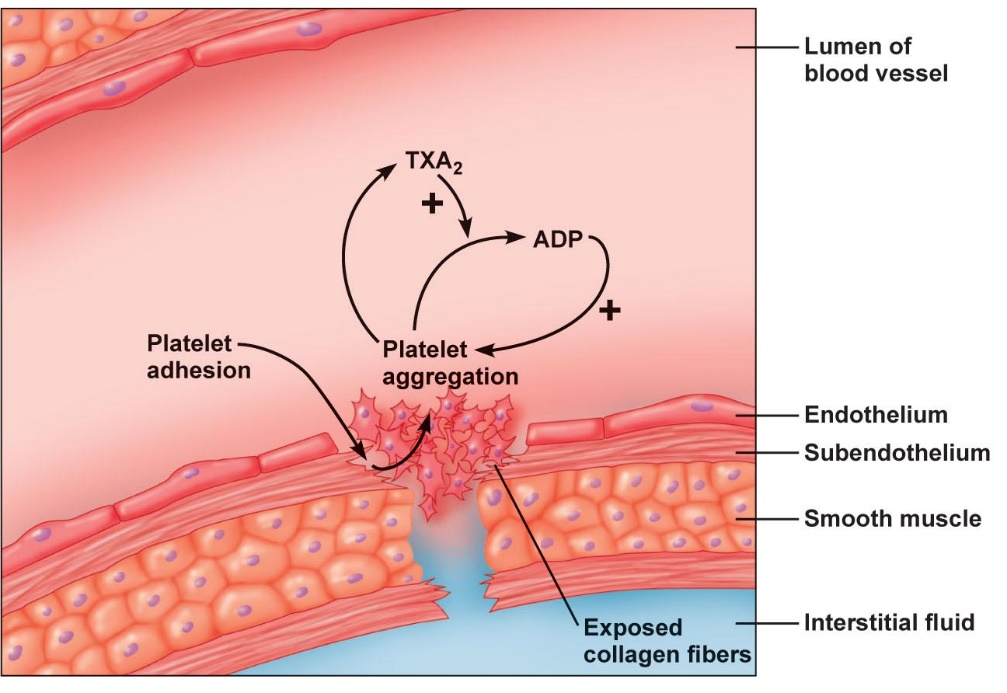 Lumen of
blood vessel
TXA₂
+
ADP
+
Platelet
adhesion
Platelet
aggregation
Endothelium
Subendothelium
Smooth muscle
Interstitial fluid
Exposed
collagen fibers